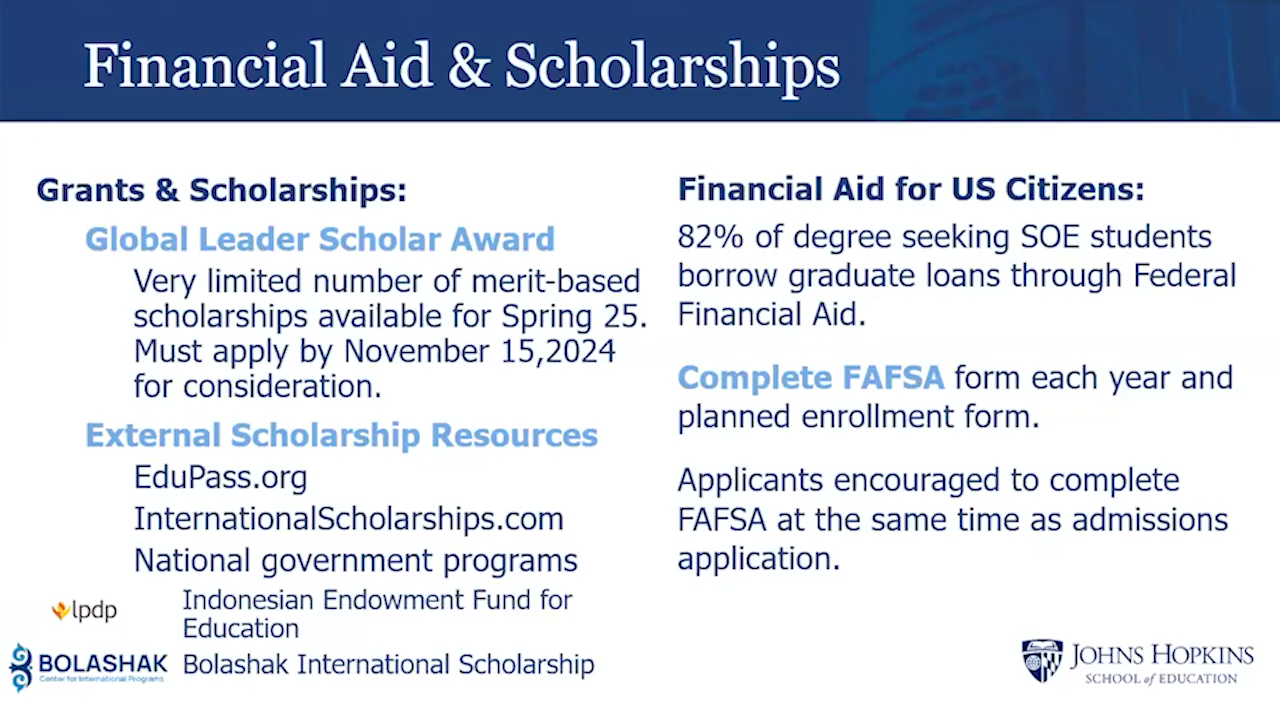 Financial Aid & Scholarships
Grants & Scholarships:
Global Leader Scholar Award
Very limited number of merit-based
scholarships available for Spring 25.
Must apply by November 15,2024
for consideration.
External Scholarship Resources
EduPass.org
InternationalScholarships.com
National government programs
lpdp
Indonesian Endowment Fund for
Education
BOLASHAK
Center for International Programs
Bolashak International Scholarship
Financial Aid for US Citizens:
82% of degree seeking SOE students
borrow graduate loans through Federal
Financial Aid.
Complete FAFSA form each year and
planned enrollment form.
Applicants encouraged to complete
FAFSA at the same time as admissions
application.
JOHNS HOPKINS
SCHOOL of EDUCATION